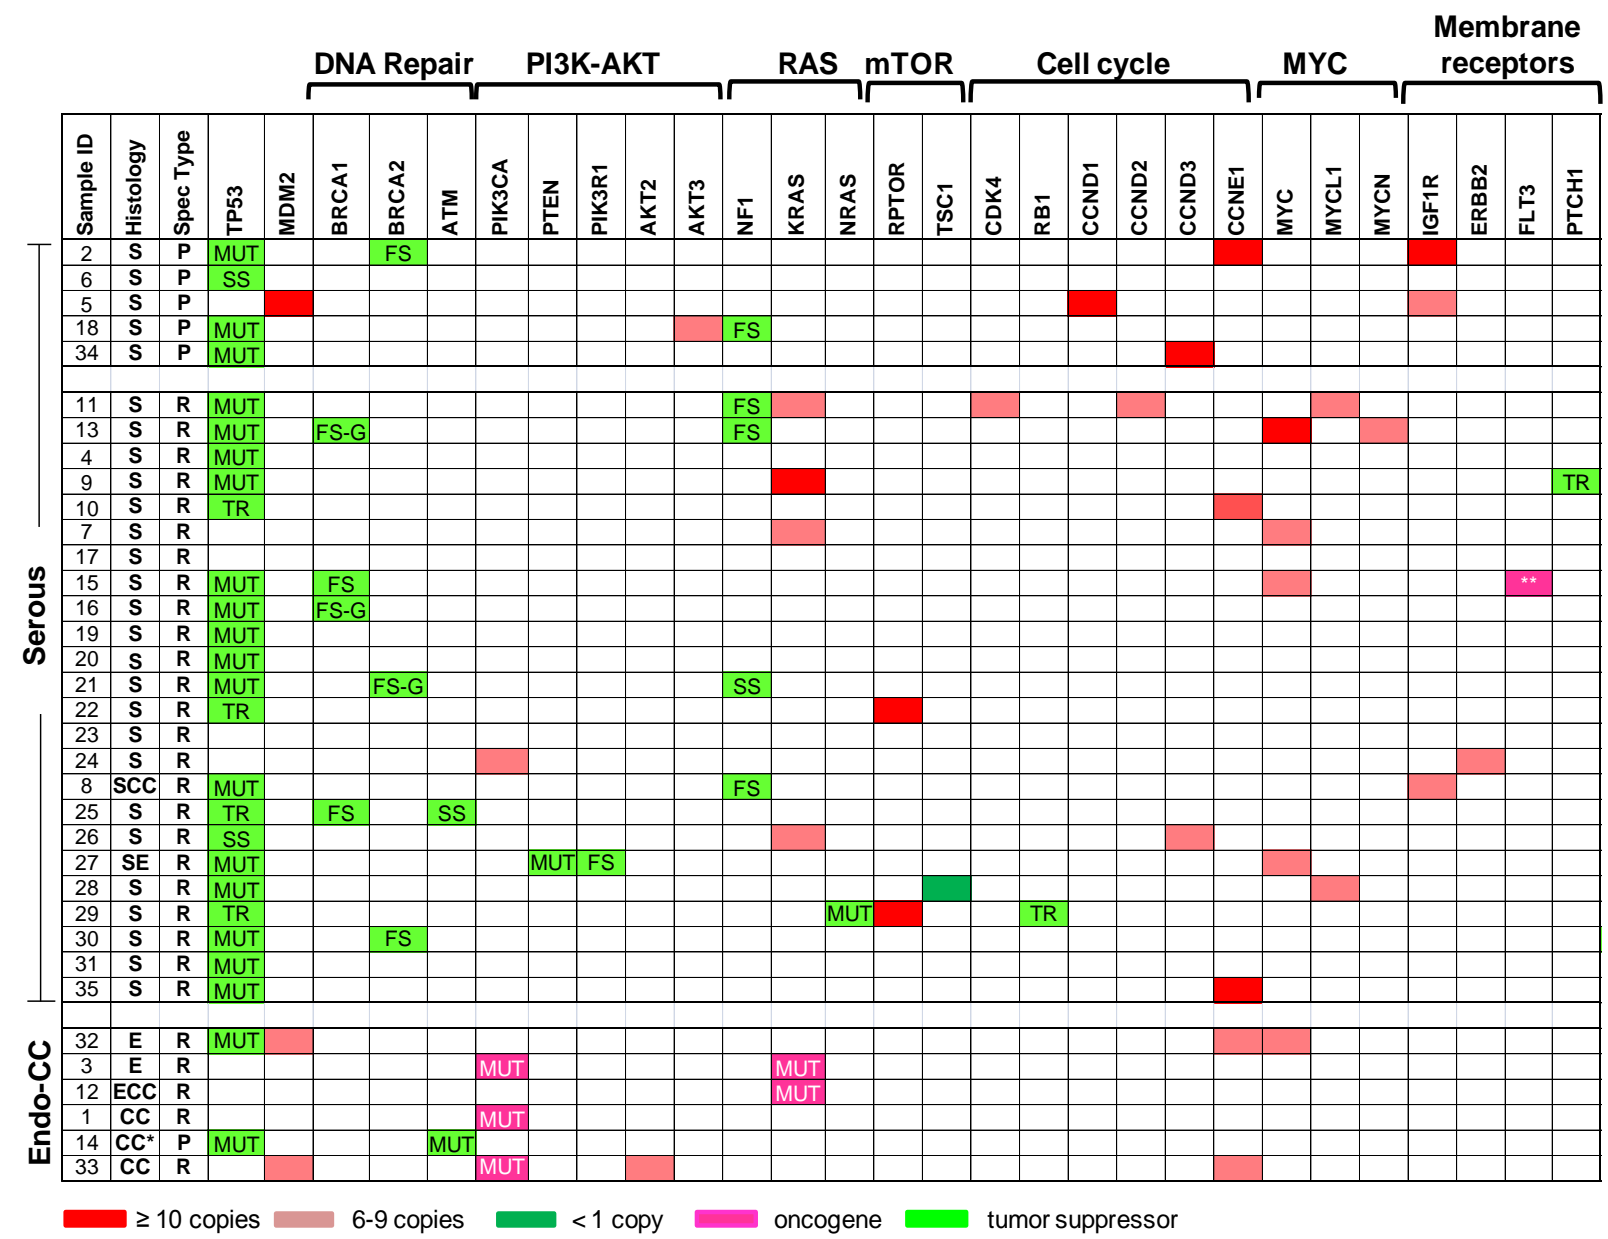 Membrane
DNA Repair PI3K-AKT RAS mTOR Cell cycle MYC receptors
Sample ID Histology Spec Type TP53 MDM2 BRCA1 BRCA2 ATM PIK3CA PTEN PIK3R1 AKT2 AKT3 NF1 KRAS NRAS RPTOR TSC1 CDK4 RB1 CCND1 CCND2 CCND3 CCNE1 MYC MYCL1 MYCN IGF1R ERBB2 FLT3 PTCH1
Serous
2 S P MUT FS
6 S P SS
5 S P
18 S P MUT FS
34 S P MUT
11 S R MUT FS
13 S R MUT FS-G FS
4 S R MUT
9 S R MUT TR
10 S R TR
7 S R
17 S R
15 S R MUT FS **
16 S R MUT FS-G
19 S R MUT
20 S R MUT
21 S R MUT FS-G SS
22 S R TR
23 S R
24 S R
8 SCC R MUT FS
25 S R TR FS SS
26 S R SS
27 SE R MUT MUT FS
28 S R MUT
29 S R TR MUT TR
30 S R MUT FS
31 S R MUT
35 S R MUT
Endo-CC
32 E R MUT
3 E R MUT MUT
12 ECC R MUT
1 CC R MUT
14 CC* P MUT MUT
33 CC R MUT
≥ 10 copies 6-9 copies < 1 copy oncogene tumor suppressor